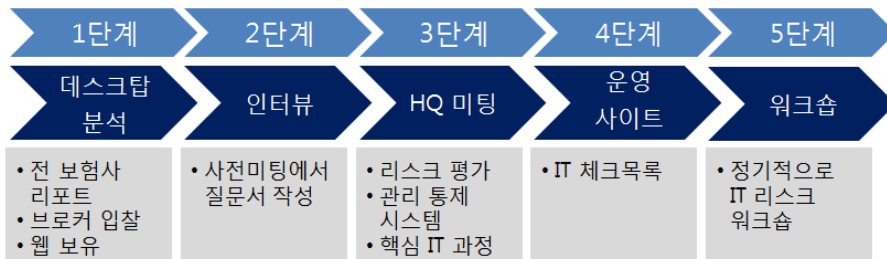 1단계
2단계
3단계
4단계
5단계
데스크탑
분석
인터뷰
HQ 미팅
운영
사이트
워크숍
• 전 보험사
리포트
• 브로커 입찰
• 웹 보유
• 사전미팅에서
질문서 작성
• 리스크 평가
• 관리 통제
시스템
• 핵심 IT 과정
• IT 체크목록
• 정기적으로
IT 리스크
워크숍